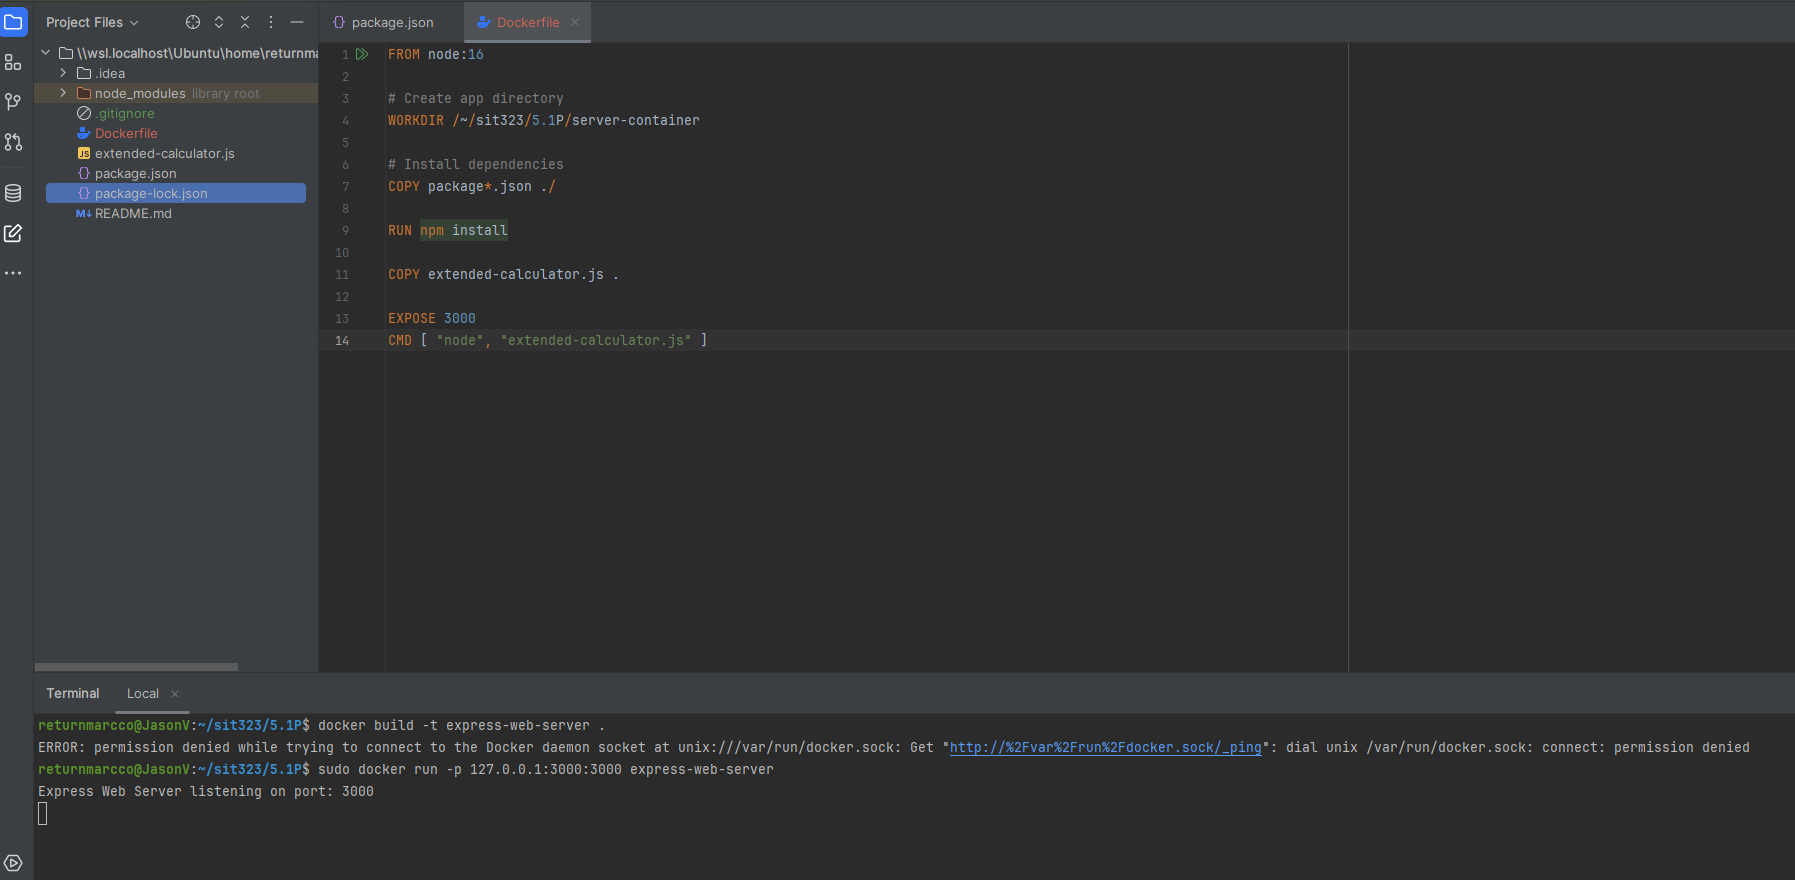 Project Files
package.json
Dockerfile
\\wsl.localhost\Ubuntu\home\returnma
.idea
node_modules library root
.gitignore
Dockerfile
JS extended-calculator.js
{} package.json
{} package-lock.json
M↓ README.md
1 FROM node:16
2
3 # Create app directory
4 WORKDIR /~/sit323/5.1P/server-container
5
6 # Install dependencies
7 COPY package*.json ./
8
9 RUN npm install
10
11 COPY extended-calculator.js .
12
13 EXPOSE 3000
14 CMD [ "node", "extended-calculator.js" ]
Terminal Local
returnmarcco@JasonV:~/sit323/5.1P$ docker build -t express-web-server .
ERROR: permission denied while trying to connect to the Docker daemon socket at unix:///var/run/docker.sock: Get "http://%2Fvar%2Frun%2Fdocker.sock/_ping": dial unix /var/run/docker.sock: connect: permission denied
returnmarcco@JasonV:~/sit323/5.1P$ sudo docker run -p 127.0.0.1:3000:3000 express-web-server
Express Web Server listening on port: 3000